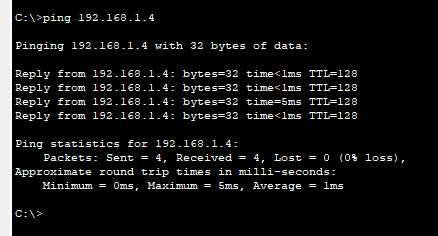 C:\>ping 192.168.1.4
Pinging 192.168.1.4 with 32 bytes of data:
Reply from 192.168.1.4: bytes=32 time<1ms TTL=128
Reply from 192.168.1.4: bytes=32 time<1ms TTL=128
Reply from 192.168.1.4: bytes=32 time=5ms TTL=128
Reply from 192.168.1.4: bytes=32 time<1ms TTL=128
Ping statistics for 192.168.1.4:
Packets: Sent = 4, Received = 4, Lost = 0 (0% loss),
Approximate round trip times in milli-seconds:
Minimum = 0ms, Maximum = 5ms, Average = 1ms
C:\>